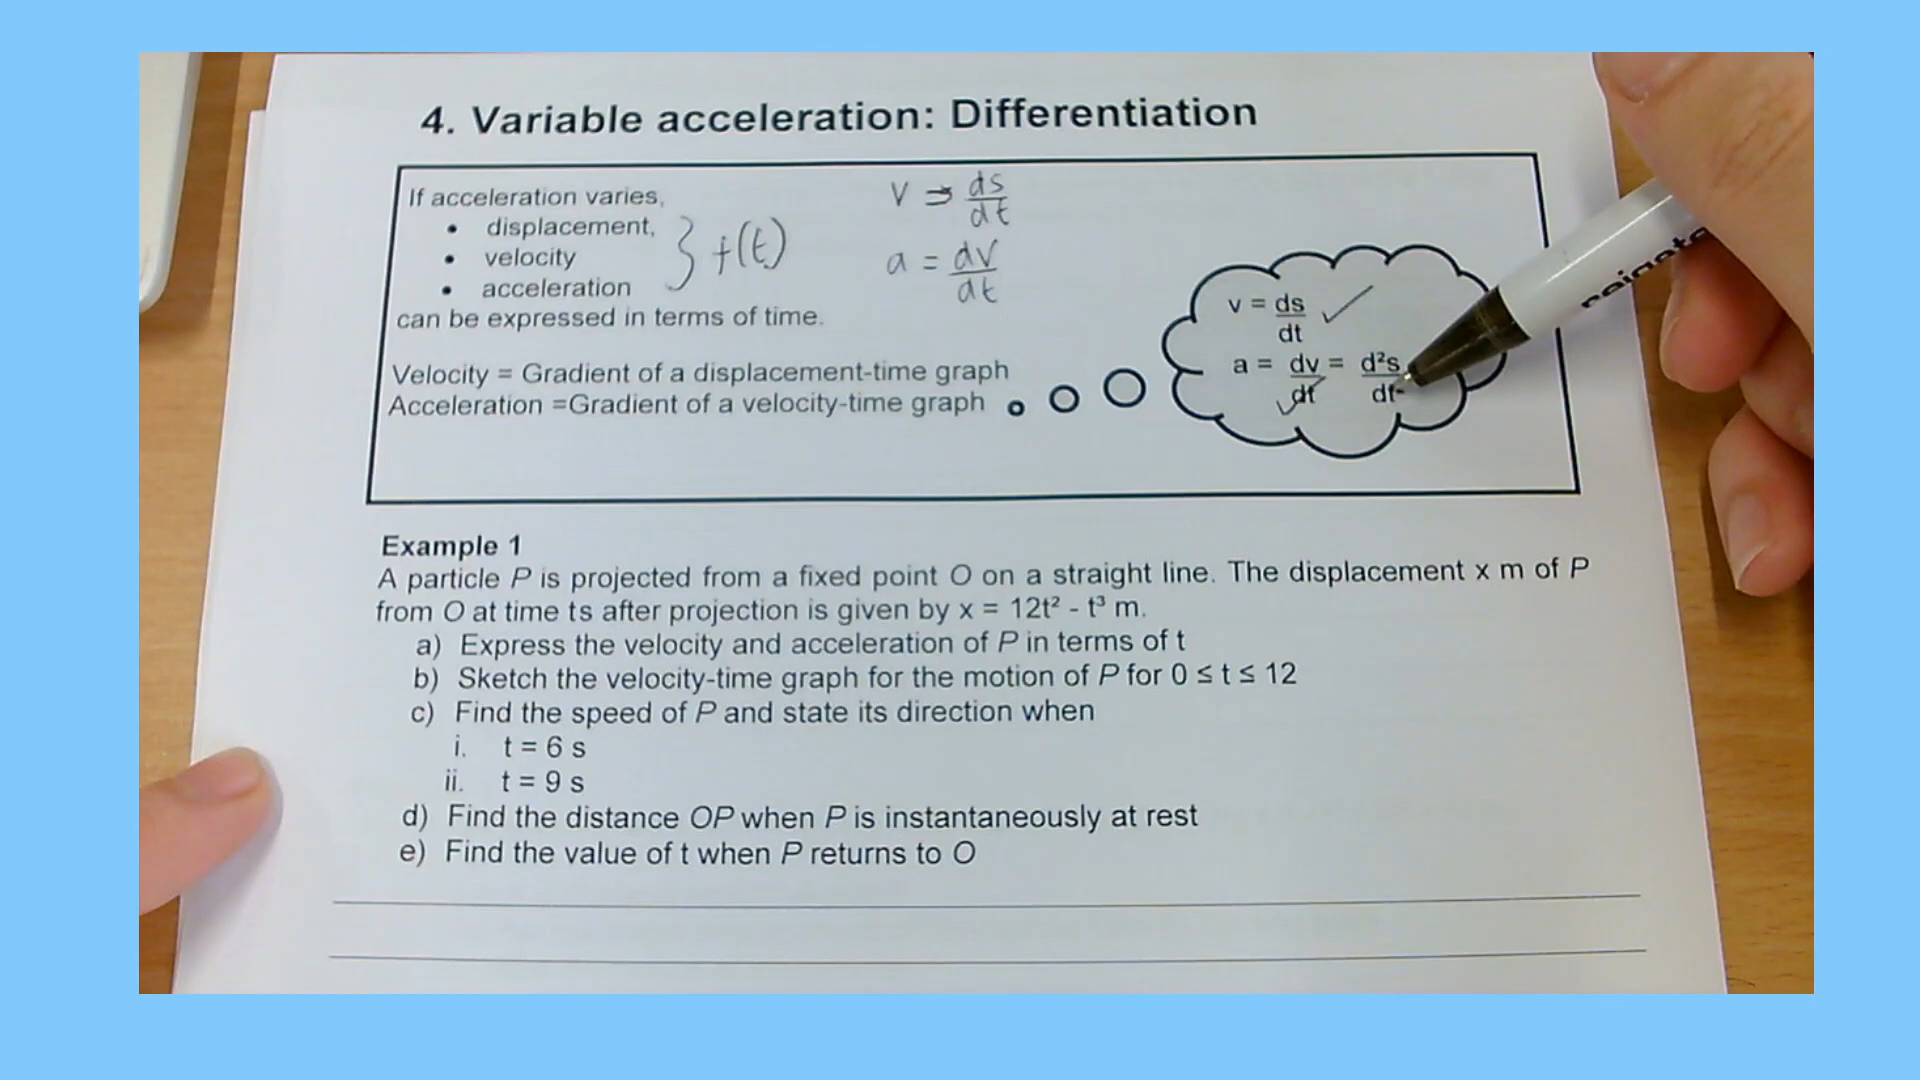 4. Variable acceleration: Differentiation
If acceleration varies,
• displacement,
• velocity
• acceleration
} f(t)
can be expressed in terms of time.
V = ds
dt
a = dv
dt
Velocity = Gradient of a displacement-time graph
Acceleration =Gradient of a velocity-time graph
v = ds ✓
dt
a = dv = d²s
dt
Example 1
A particle P is projected from a fixed point O on a straight line. The displacement x m of P
from O at time ts after projection is given by x = 12t² - t³ m.
a) Express the velocity and acceleration of P in terms of t
b) Sketch the velocity-time graph for the motion of P for 0 ≤ t ≤ 12
c) Find the speed of P and state its direction when
i. t = 6 s
ii. t = 9 s
d) Find the distance OP when P is instantaneously at rest
e) Find the value of t when P returns to O